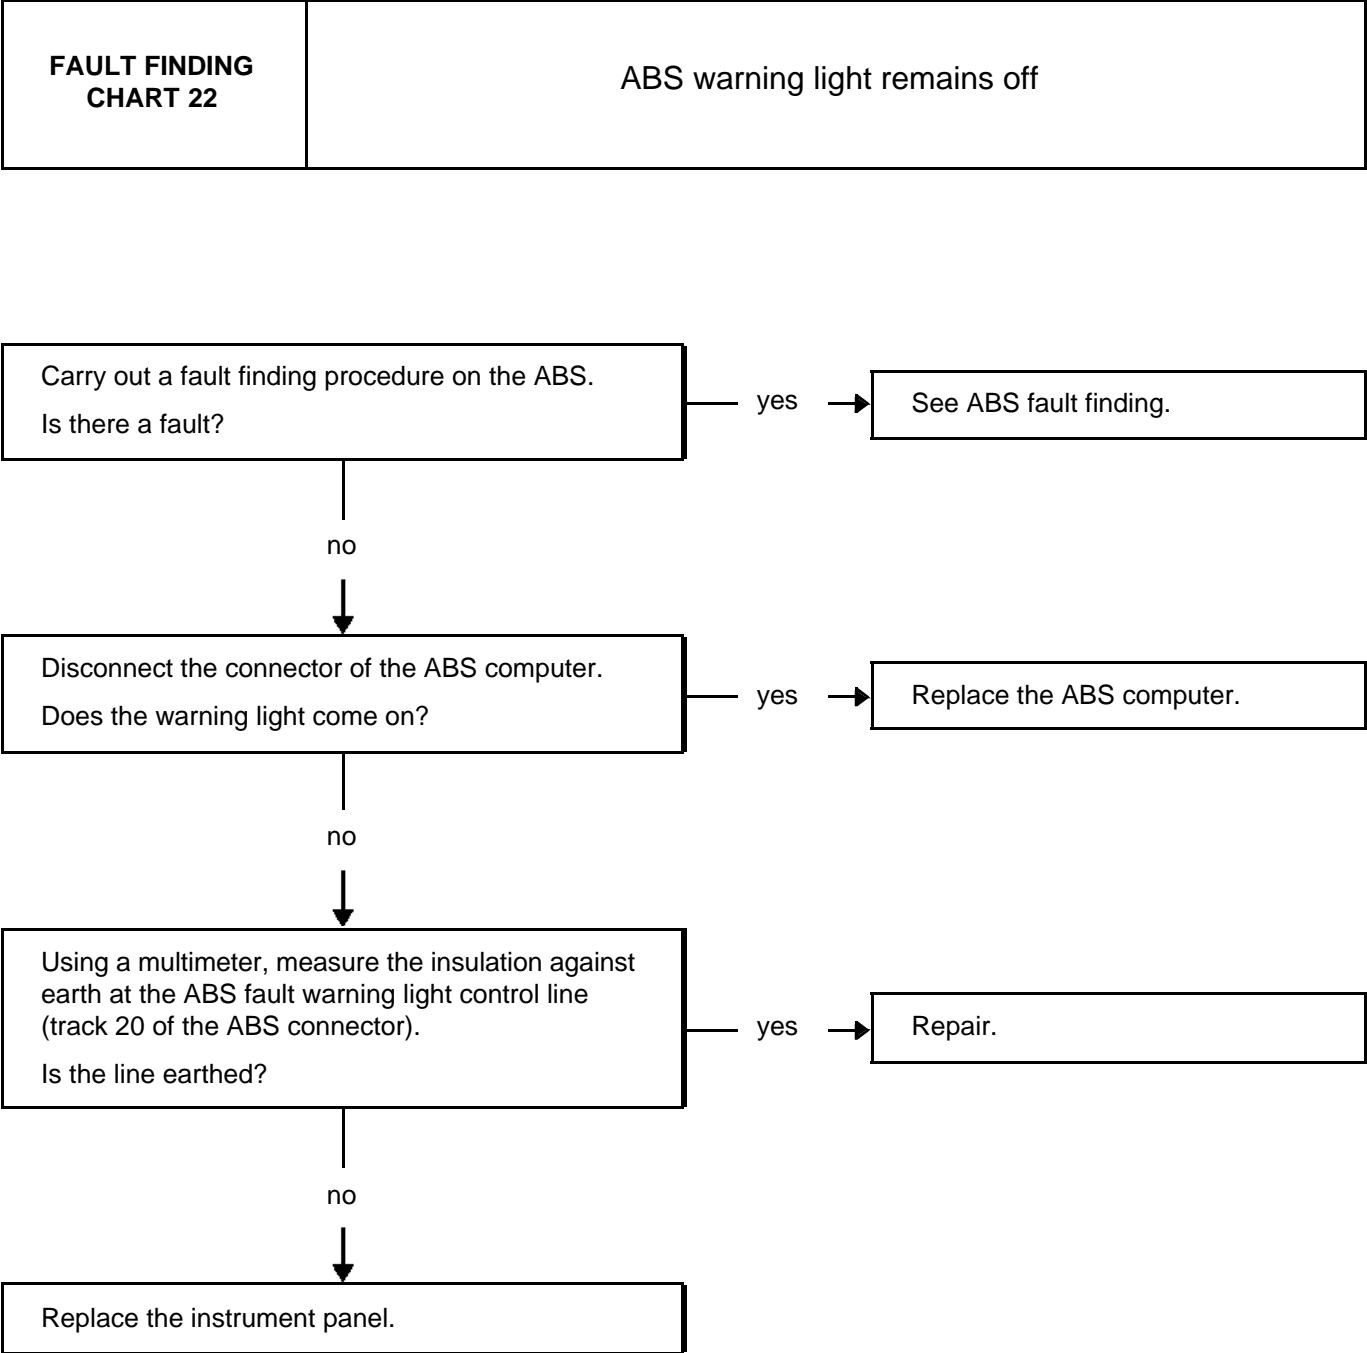 FAULT FINDING
CHART 22
ABS warning light remains off
Carry out a fault finding procedure on the ABS.
Is there a fault?
yes
See ABS fault finding.
no
Disconnect the connector of the ABS computer.
Does the warning light come on?
yes
Replace the ABS computer.
no
Using a multimeter, measure the insulation against
earth at the ABS fault warning light control line
(track 20 of the ABS connector).
Is the line earthed?
yes
Repair.
no
Replace the instrument panel.